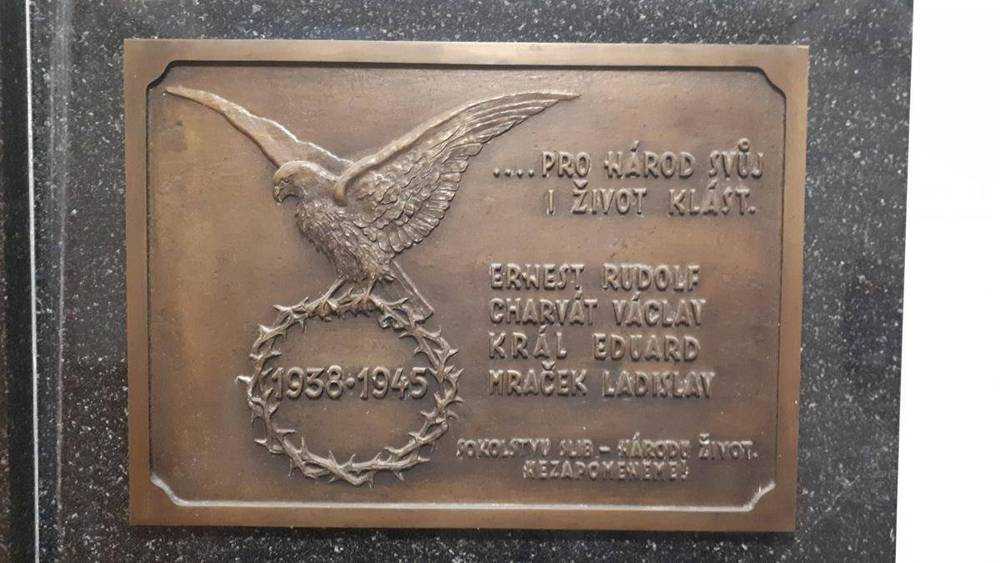 ....PRO NÁROD SVŮJ
I ŽIVOT KLÁST.
ERNEST RUDOLF
CHARVÁT VÁCLAV
KRÁL EDUARD
MRAČEK LADISLAV
1938·1945
SOKOLSTVU SLIB - NÁRODU ŽIVOT.
NEZAPOMENEME!